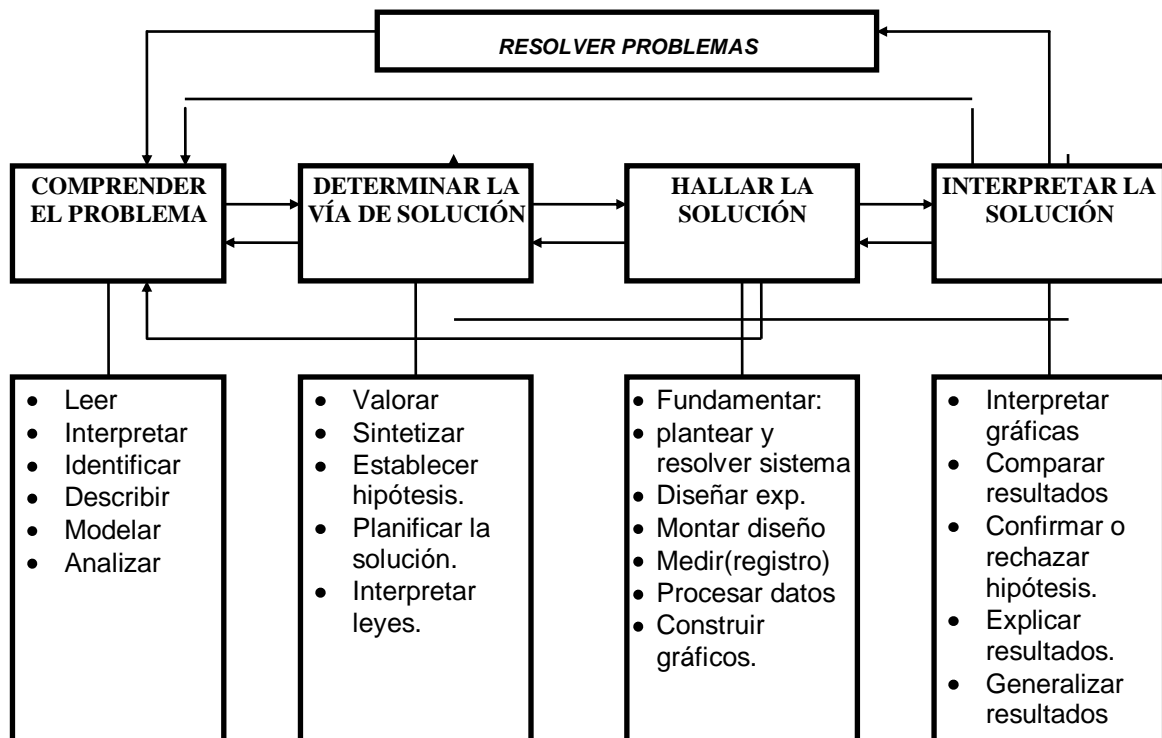 RESOLVER PROBLEMAS
COMPRENDER
EL PROBLEMA
DETERMINAR LA
VÍA DE SOLUCIÓN
HALLAR LA
SOLUCIÓN
INTERPRETAR LA
SOLUCIÓN
• Leer
• Interpretar
• Identificar
• Describir
• Modelar
• Analizar
• Valorar
• Sintetizar
• Establecer
hipótesis.
• Planificar la
solución.
• Interpretar
leyes.
• Fundamentar:
• plantear y
resolver sistema
• Diseñar exp.
• Montar diseño
• Medir(registro)
• Procesar datos
• Construir
gráficos.
• Interpretar
gráficas
• Comparar
resultados
• Confirmar o
rechazar
hipótesis.
• Explicar
resultados.
• Generalizar
resultados